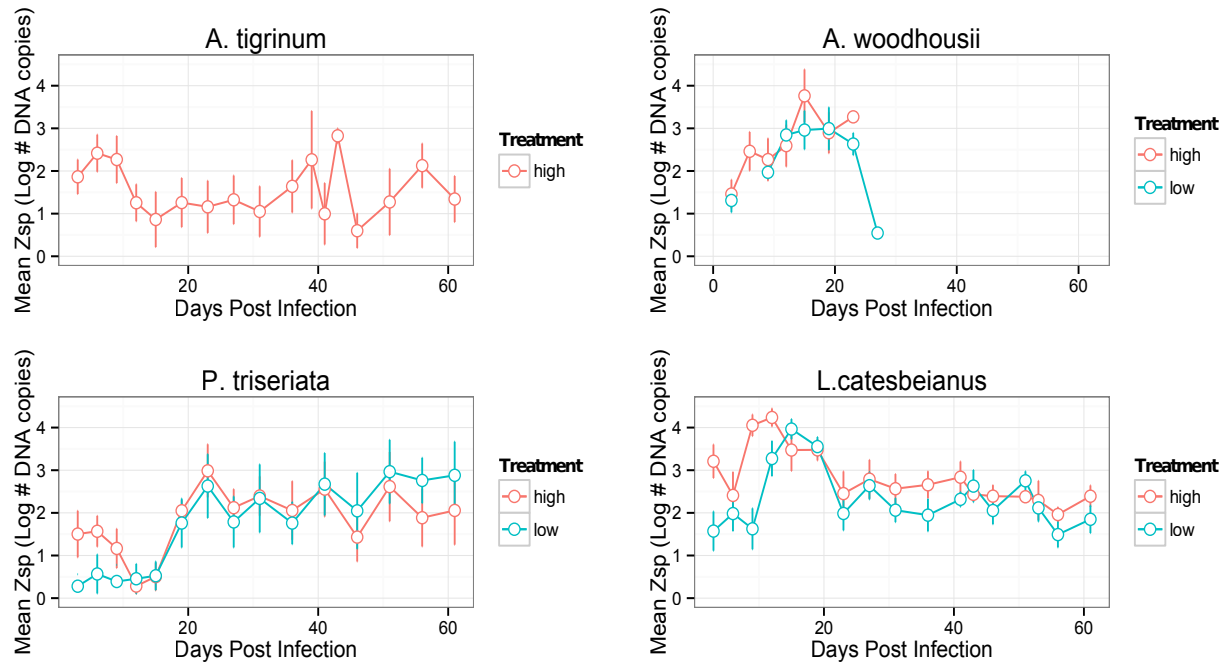 A. tigrinum
Mean Zsp (Log # DNA copies)
4
3
2
1
0
20
40
60
Days Post Infection
Treatment
high
A. woodhousii
Mean Zsp (Log # DNA copies)
4
3
2
1
0
0
20
40
60
Days Post Infection
Treatment
high
low
P. triseriata
Mean Zsp (Log # DNA copies)
4
3
2
1
0
20
40
60
Days Post Infection
Treatment
high
low
L.catesbeianus
Mean Zsp (Log # DNA copies)
4
3
2
1
0
0
20
40
60
Days Post Infection
Treatment
high
low